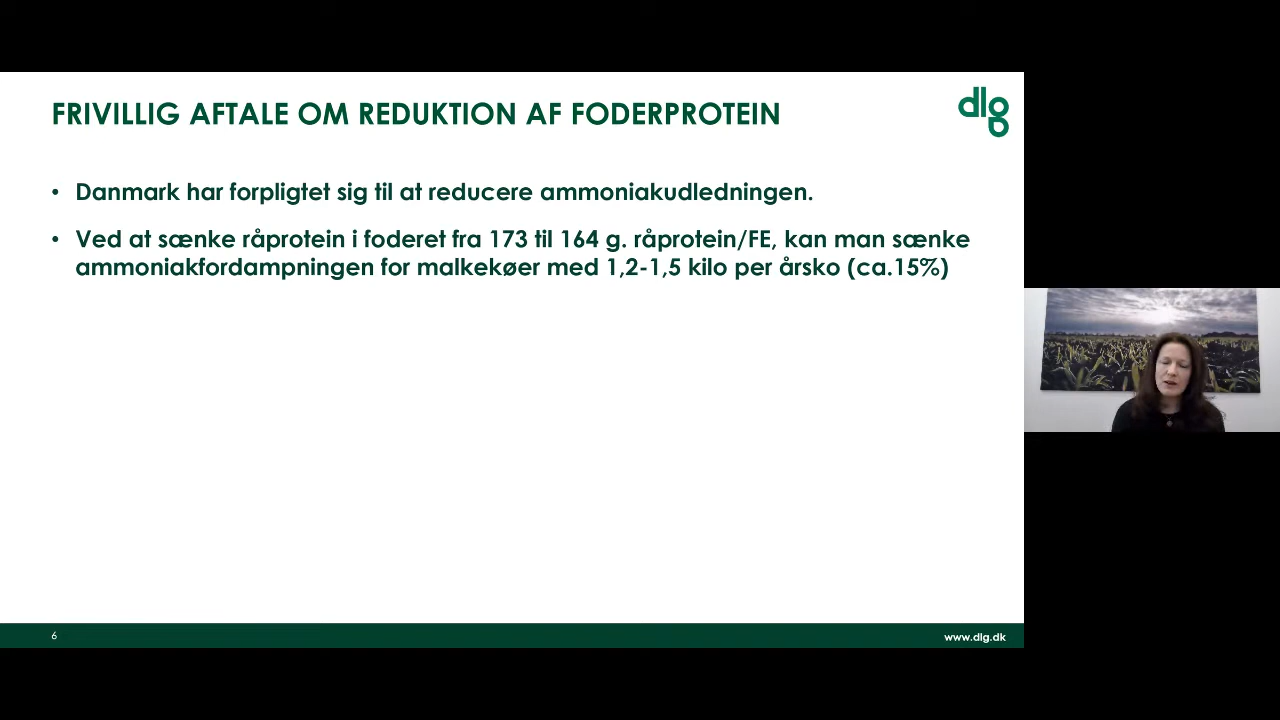 FRIVILLIG AFTALE OM REDUKTION AF FODERPROTEIN
dlg
• Danmark har forpligtet sig til at reducere ammoniakudledningen.
• Ved at sænke råprotein i foderet fra 173 til 164 g. råprotein/FE, kan man sænke
ammoniakfordampningen for malkekøer med 1,2-1,5 kilo per årsko (ca.15%)
6
www.dlg.dk